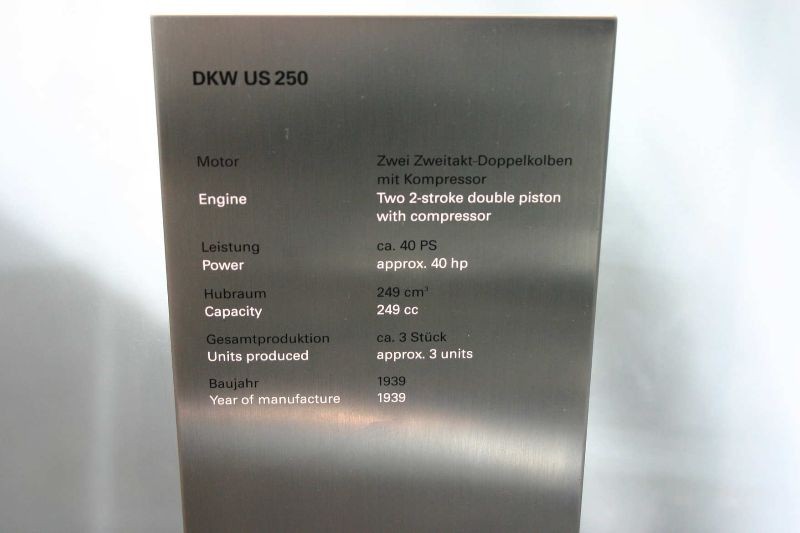 DKW US 250
Motor Zwei Zweitakt-Doppelkolben
mit Kompressor
Engine Two 2-stroke double piston
with compressor
Leistung ca. 40 PS
Power approx. 40 hp
Hubraum 249 cm³
Capacity 249 cc
Gesamtproduktion ca. 3 Stück
Units produced approx. 3 units
Baujahr 1939
Year of manufacture 1939